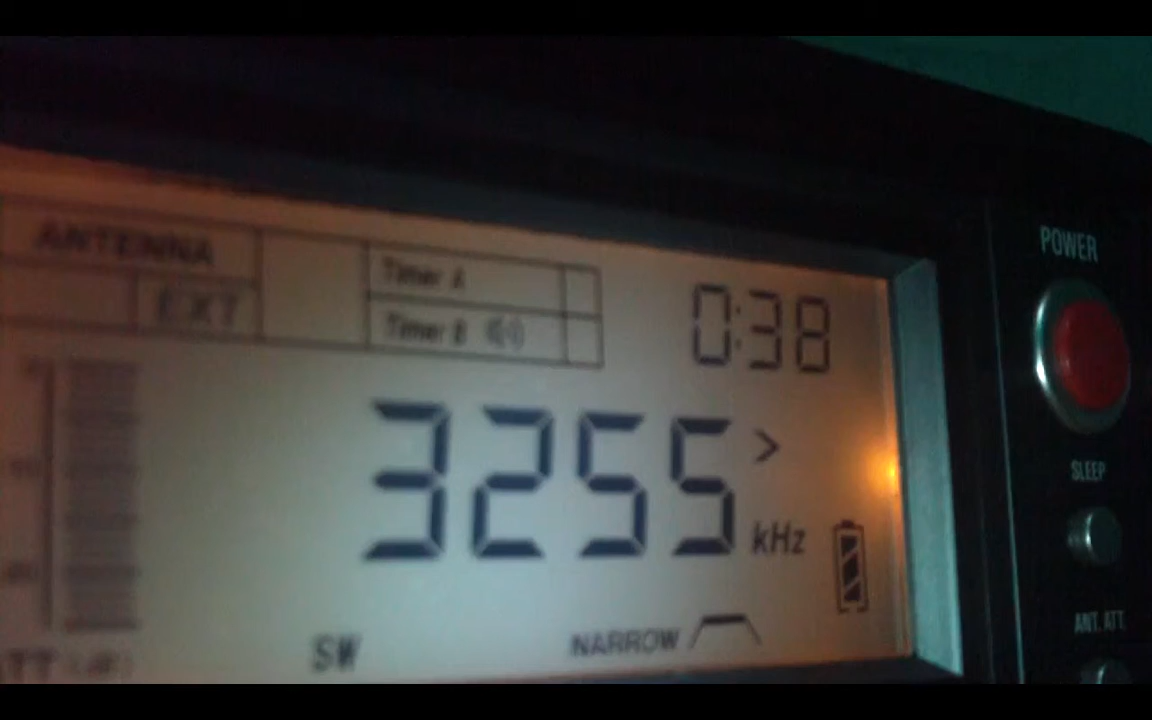 ANTENNA
EXT
Timer A
Timer B
0:38
3255 >
kHz
SW
NARROW
POWER
SLEEP
ANT. ATT.